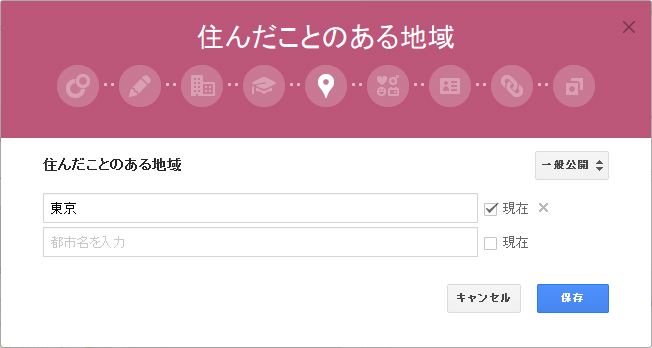 住んだことのある地域
住んだことのある地域 一般公開
東京 現在
都市名を入力 現在
キャンセル 保存